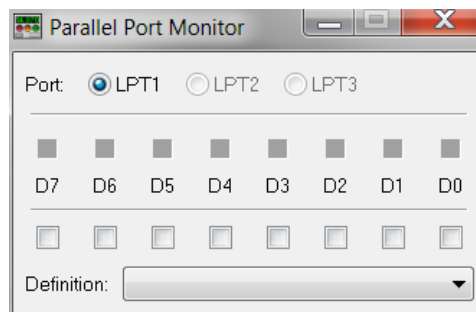 Parallel Port Monitor
Port: LPT1 LPT2 LPT3
D7 D6 D5 D4 D3 D2 D1 D0
Definition: